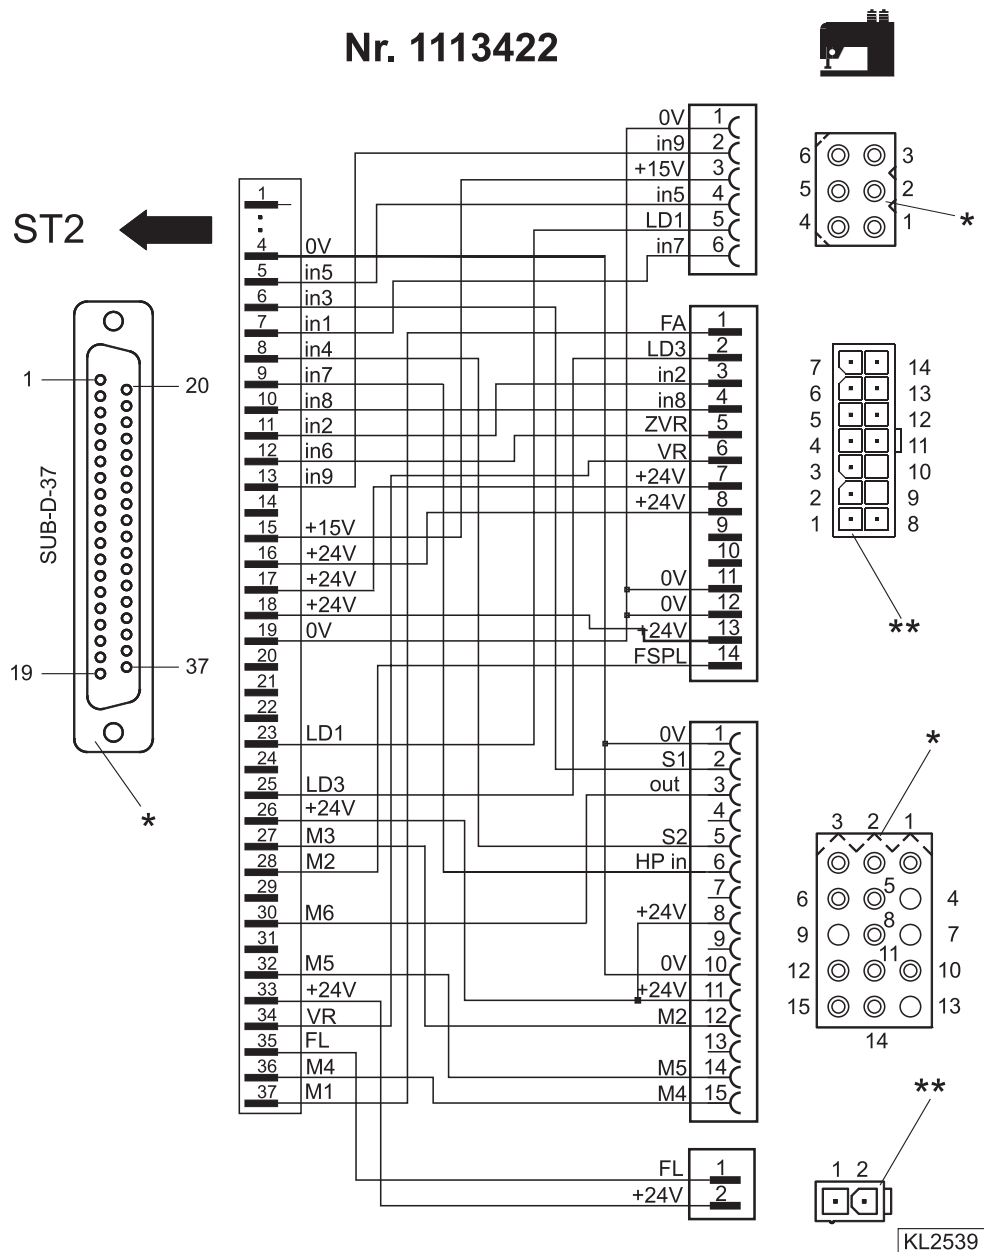 Nr. 1113422
ST2
1
4 0V
5 in5
6 in3
7 in1
8 in4
9 in7
10 in8
11 in2
12 in6
13 in9
14
15 +15V
16 +24V
17 +24V
18 +24V
19 0V
20
21
22
23 LD1
24
25 LD3
26 +24V
27 M3
28 M2
29
30 M6
31
32 M5
33 +24V
34 VR
35 FL
36 M4
37 M1
1 20
SUB-D-37
19 37
*
0V 1
in9 2
+15V 3
in5 4
LD1 5
in7 6
6 3
5 2
4 1
*
FA 1
LD3 2
in2 3
in8 4
ZVR 5
VR 6
+24V 7
+24V 8
9
10
0V 11
0V 12
+24V 13
FSPL 14
7 14
6 13
5 12
4 11
3 10
2 9
1 8
**
0V 1
S1 2
out 3
4
S2 5
HP in 6
7
+24V 8
9
0V 10
+24V 11
M2 12
13
M5 14
M4 15
*
3 2 1
6 5 4
9 8 7
12 11 10
15 13
14
FL 1
+24V 2
**
1 2
KL2539